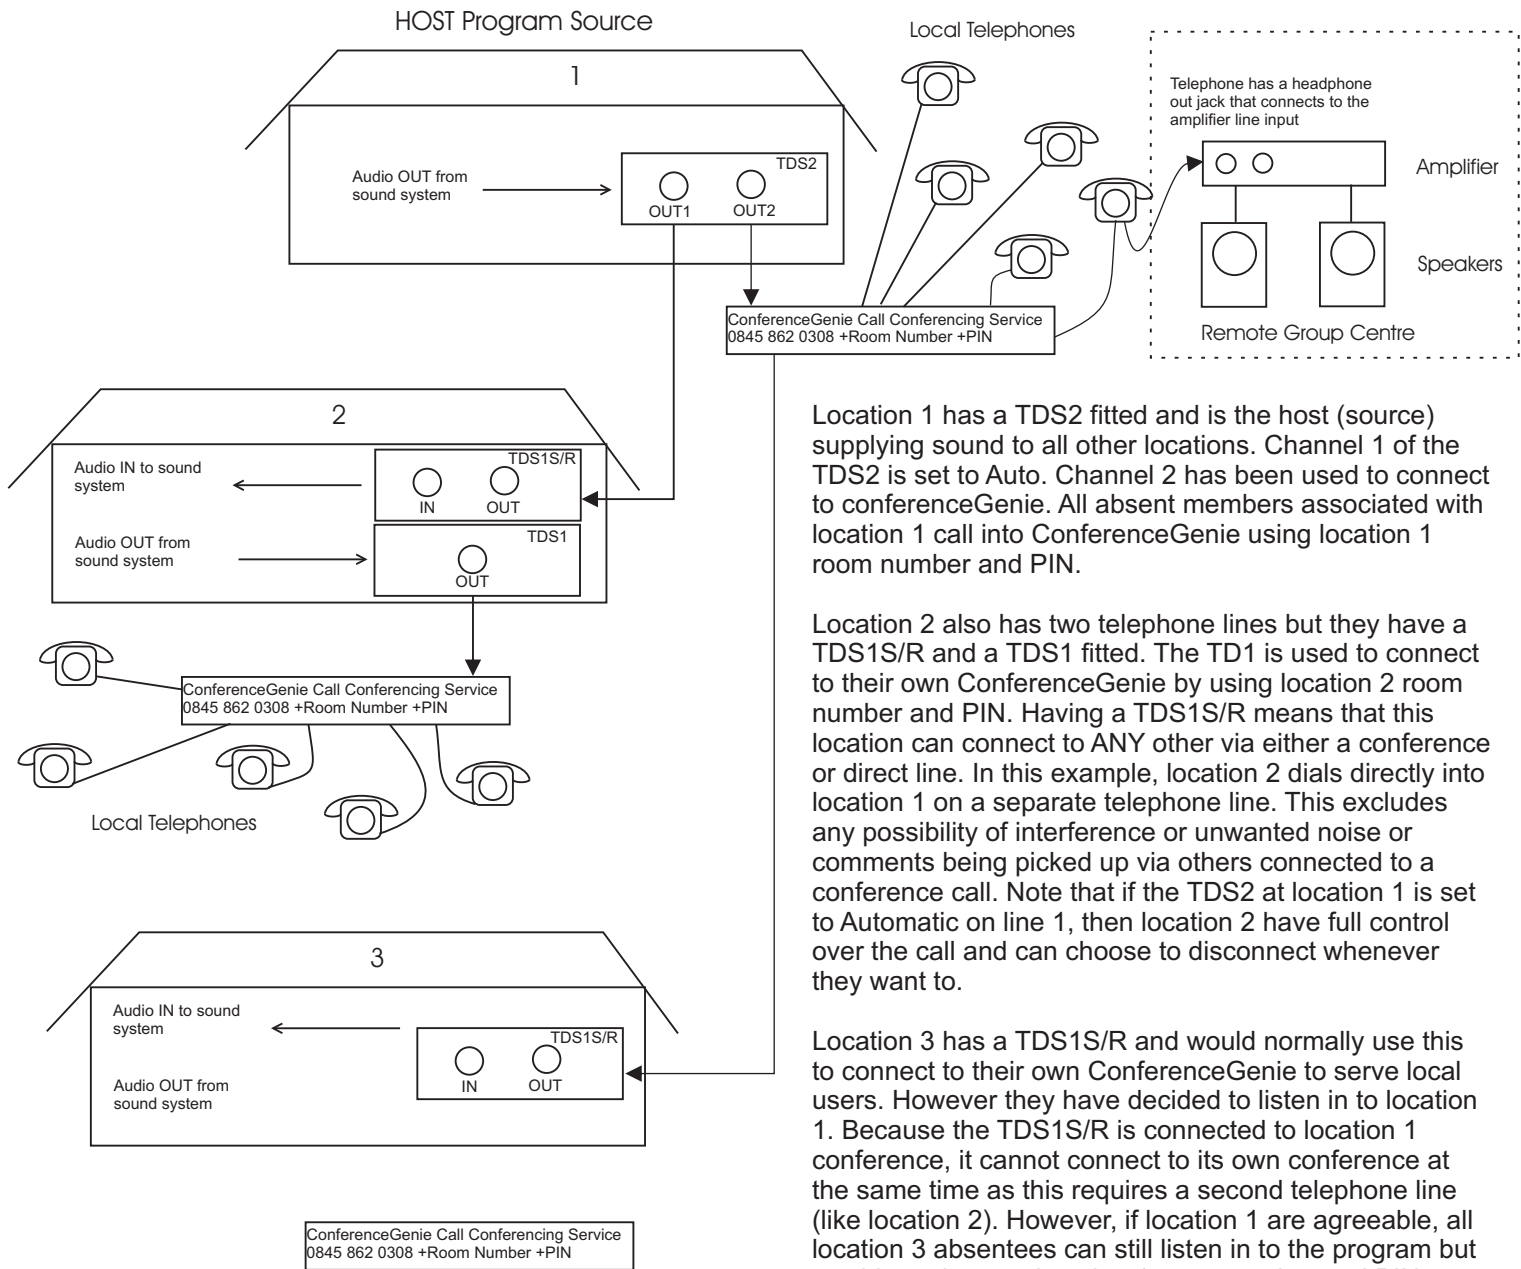 HOST Program Source
1
Audio OUT from
sound system
TDS2
OUT1
OUT2
Local Telephones
Telephone has a headphone
out jack that connects to the
amplifier line input
Amplifier
Speakers
Remote Group Centre
ConferenceGenie Call Conferencing Service
0845 862 0308 +Room Number +PIN
2
Audio IN to sound
system
TDS1S/R
IN
OUT
Audio OUT from
sound system
TDS1
OUT
ConferenceGenie Call Conferencing Service
0845 862 0308 +Room Number +PIN
Local Telephones
3
Audio IN to sound
system
TDS1S/R
IN
OUT
Audio OUT from
sound system
ConferenceGenie Call Conferencing Service
0845 862 0308 +Room Number +PIN
Location 1 has a TDS2 fitted and is the host (source)
supplying sound to all other locations. Channel 1 of the
TDS2 is set to Auto. Channel 2 has been used to connect
to conferenceGenie. All absent members associated with
location 1 call into ConferenceGenie using location 1
room number and PIN.
Location 2 also has two telephone lines but they have a
TDS1S/R and a TDS1 fitted. The TD1 is used to connect
to their own ConferenceGenie by using location 2 room
number and PIN. Having a TDS1S/R means that this
location can connect to ANY other via either a conference
or direct line. In this example, location 2 dials directly into
location 1 on a separate telephone line. This excludes
any possibility of interference or unwanted noise or
comments being picked up via others connected to a
conference call. Note that if the TDS2 at location 1 is set
to Automatic on line 1, then location 2 have full control
over the call and can choose to disconnect whenever
they want to.
Location 3 has a TDS1S/R and would normally use this
to connect to their own ConferenceGenie to serve local
users. However they have decided to listen in to location
1. Because the TDS1S/R is connected to location 1
conference, it cannot connect to its own conference at
the same time as this requires a second telephone line
(like location 2). However, if location 1 are agreeable, all
location 3 absentees can still listen in to the program but